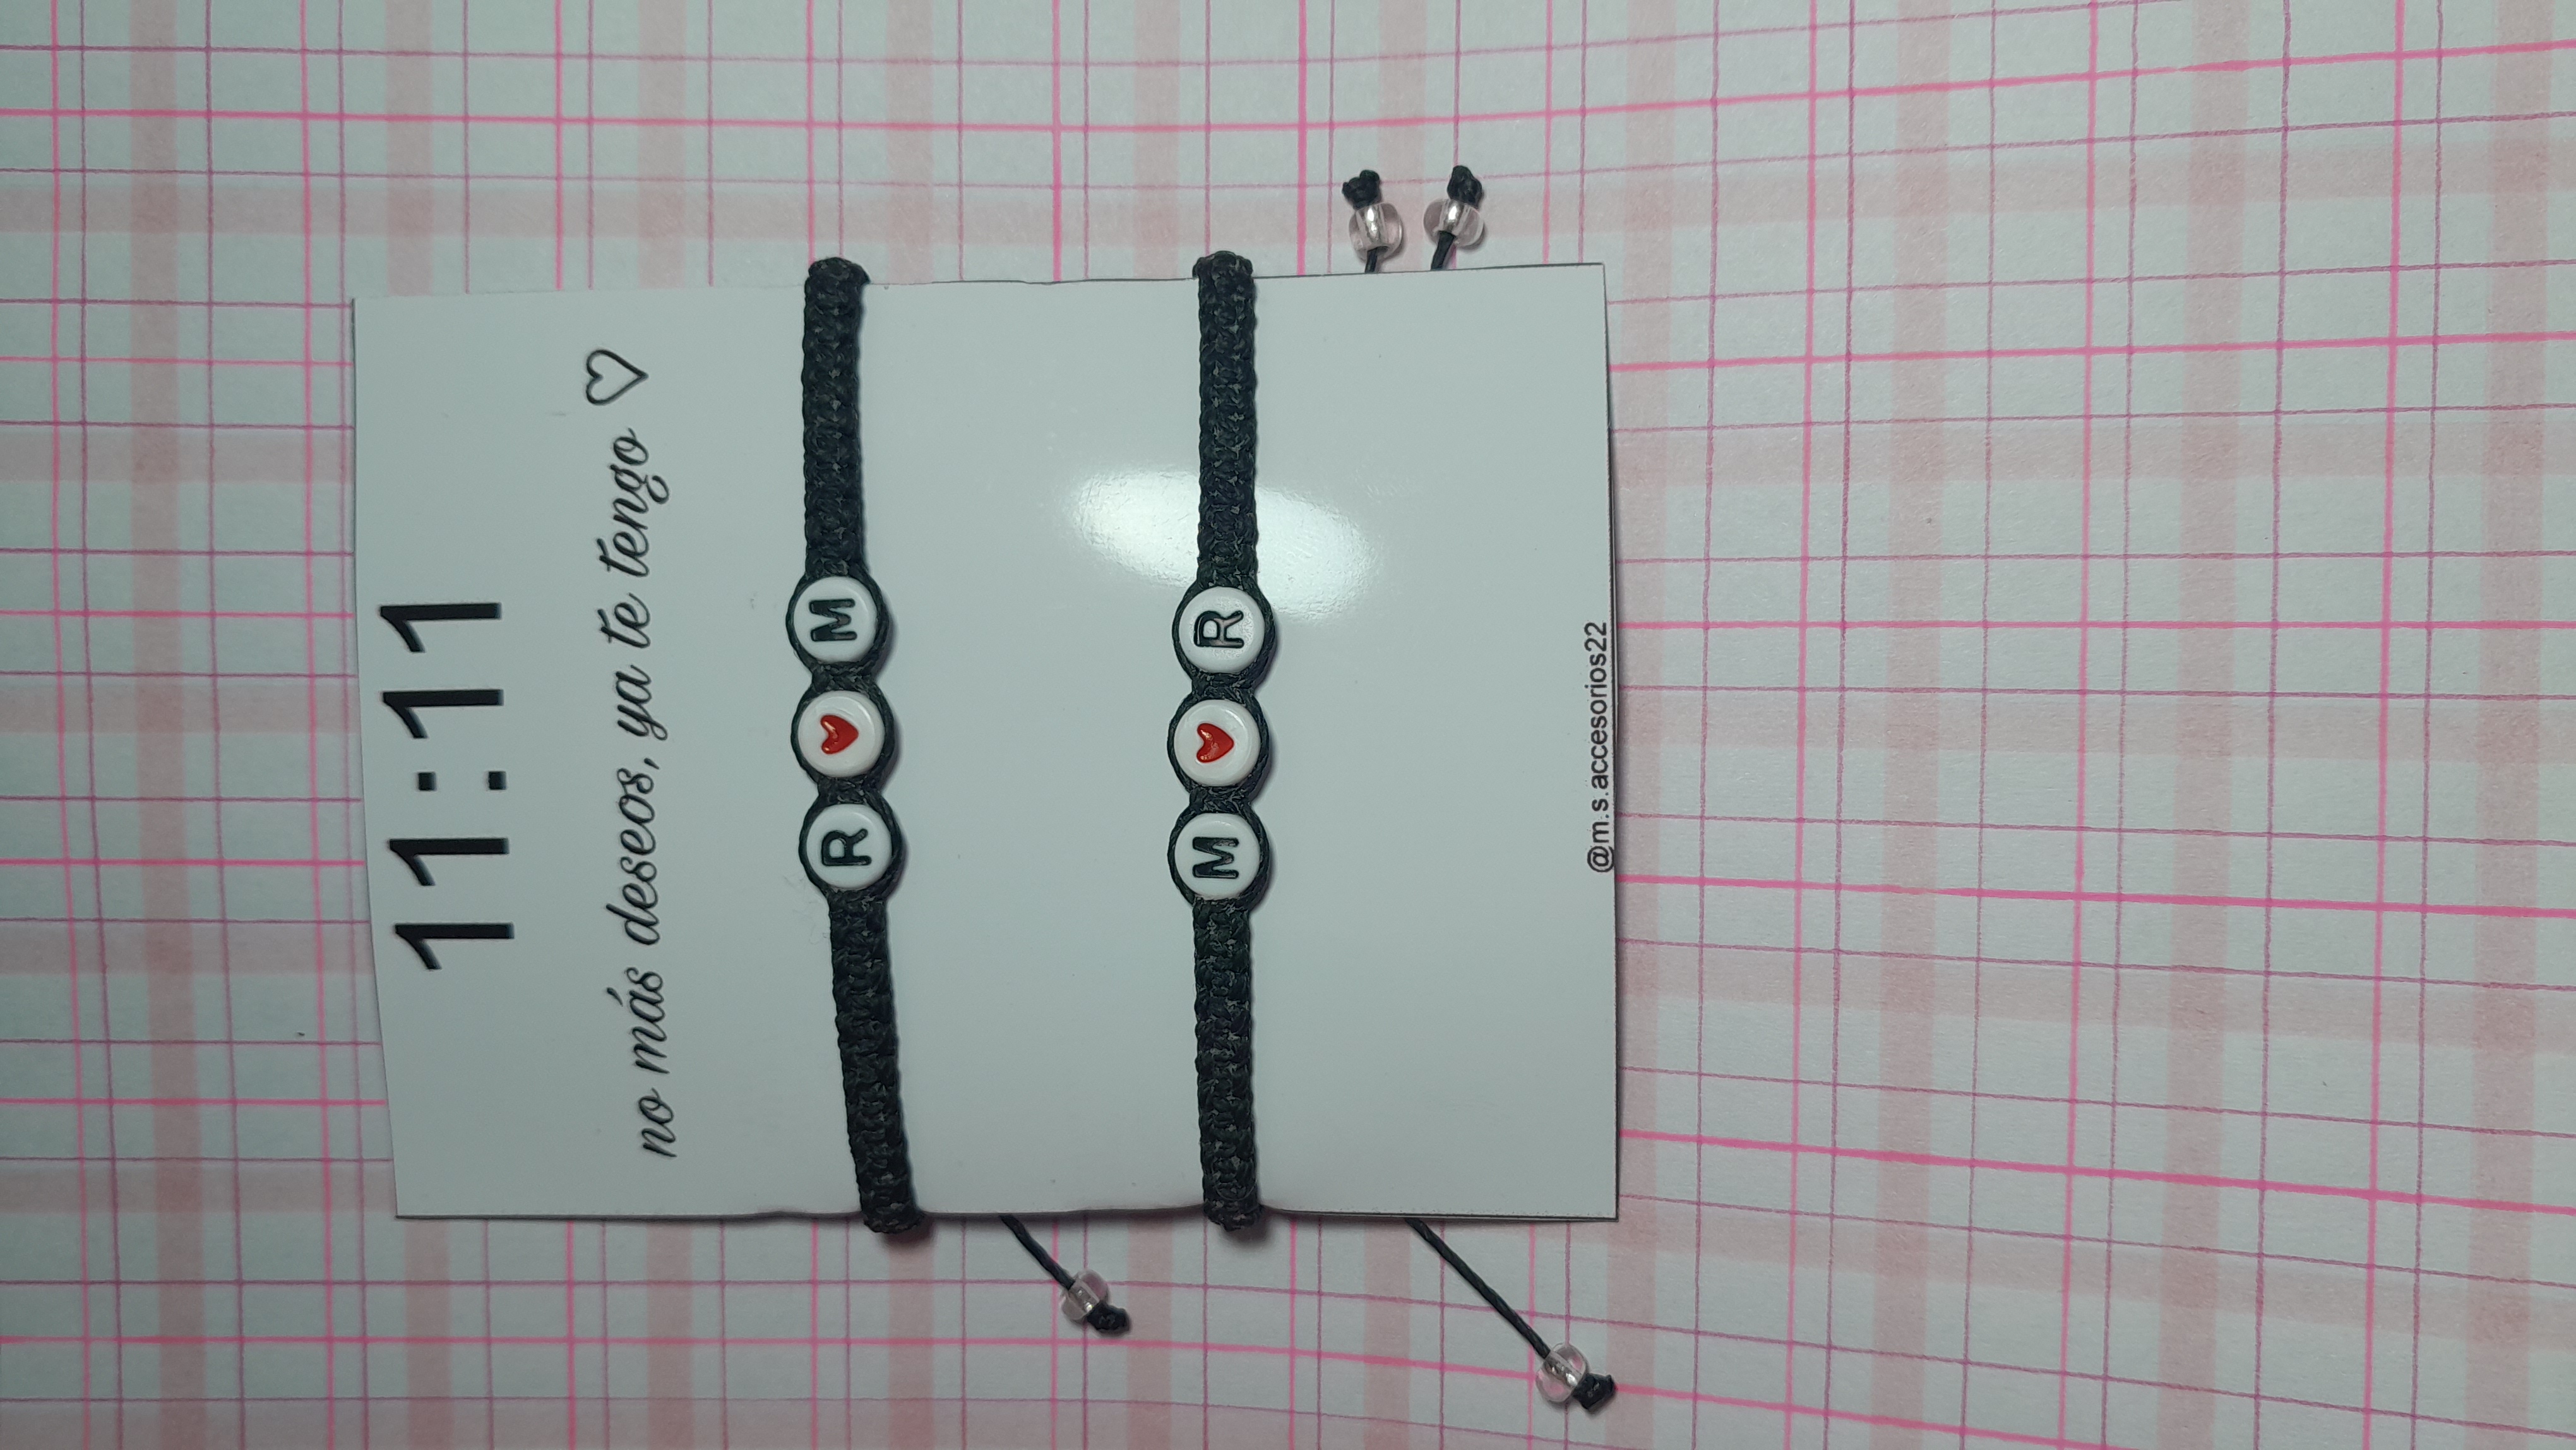 11:11
no más deseos, ya te tengo ♡
R ♥ M
M ♥ R
@m.s.accesorios22